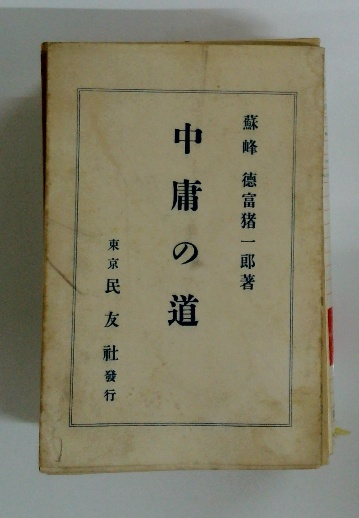 蘇峰 德富猪一郎著
中庸の道
東京 民友社發行